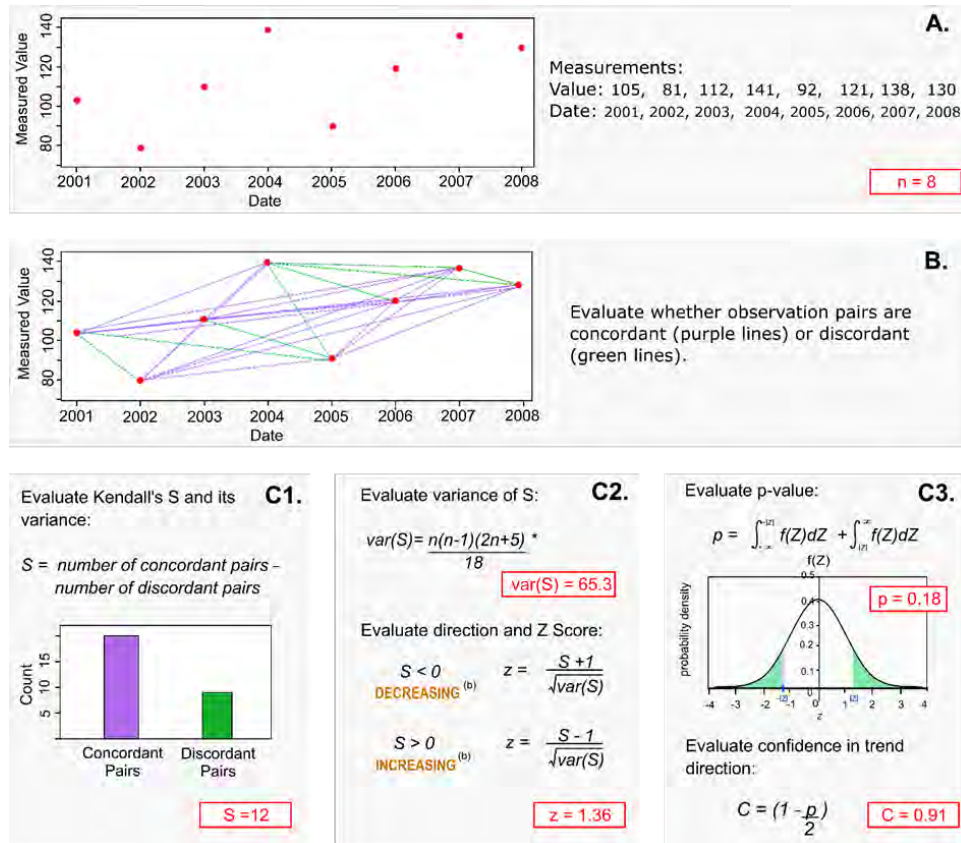 A.
Measured Value
140
120
100
80
2001 2002 2003 2004 2005 2006 2007 2008
Date
Measurements:
Value: 105, 81, 112, 141, 92, 121, 138, 130
Date: 2001, 2002, 2003, 2004, 2005, 2006, 2007, 2008
n = 8
B.
Measured Value
140
120
100
80
2001 2002 2003 2004 2005 2006 2007 2008
Date
Evaluate whether observation pairs are
concordant (purple lines) or discordant
(green lines).
C1.
Evaluate Kendall's S and its
variance:
S = number of concordant pairs –
number of discordant pairs
Count
15
10
5
Concordant Discordant
Pairs Pairs
S =12
C2.
Evaluate variance of S:
var(S)= n(n-1)(2n+5) *
18
var(S) = 65.3
Evaluate direction and Z Score:
S < 0 z = S +1
DECREASING (b) √var(S)
S > 0 z = S - 1
INCREASING (b) √var(S)
z = 1.36
C3.
Evaluate p-value:
p = ∫ f(Z)dZ + ∫ f(Z)dZ
-|Z| ∞
-∞ |Z|
f(Z)
0.5
0.4
0.3
0.2
0.1
0
probability density
p = 0.18
-4 -3 -2 -|Z| -1 0 1 |Z| 2 3 4
z
Evaluate confidence in trend
direction:
C = (1 - p)
2
C = 0.91